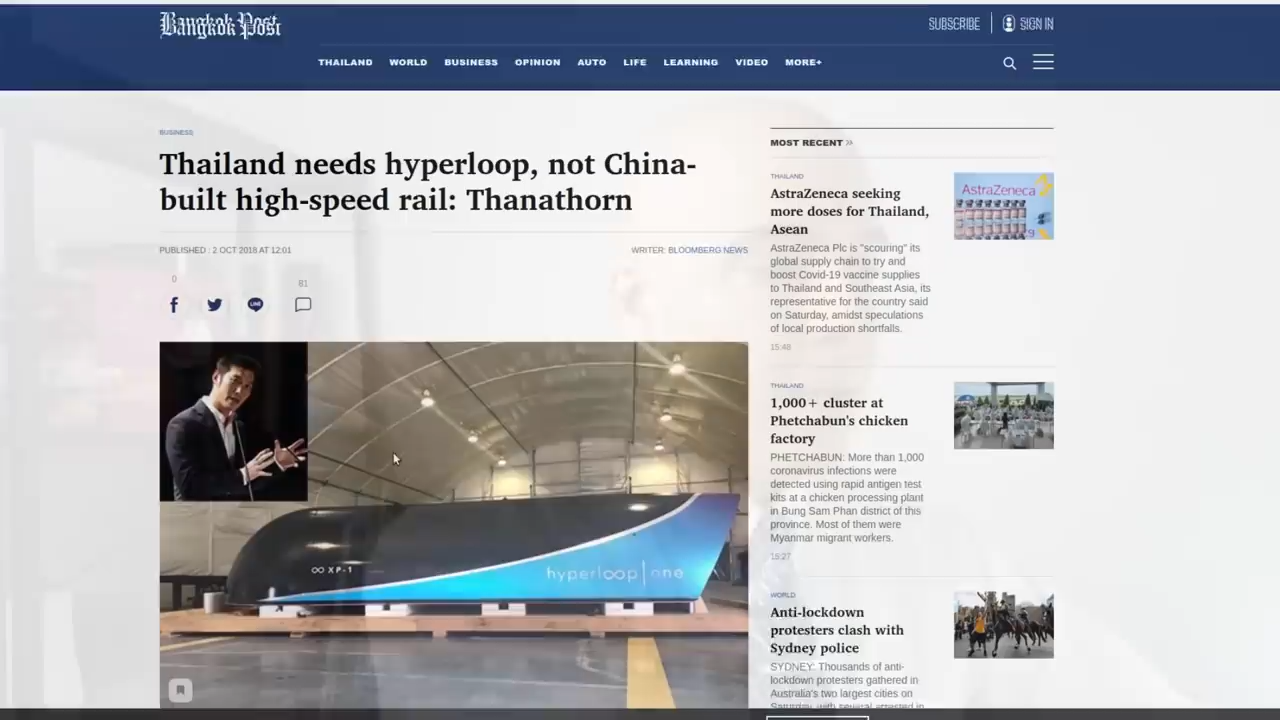 Bangkok Post
SUBSCRIBE
SIGN IN
THAILAND WORLD BUSINESS OPINION AUTO LIFE LEARNING VIDEO MORE+
BUSINESS
Thailand needs hyperloop, not China-
built high-speed rail: Thanathorn
PUBLISHED : 2 OCT 2018 AT 12:01
WRITER: BLOOMBERG NEWS
0
81
LINE
XP-1
hyperloop one
MOST RECENT »
THAILAND
AstraZeneca seeking
more doses for Thailand,
Asean
AstraZeneca Plc is "scouring" its
global supply chain to try and
boost Covid-19 vaccine supplies
to Thailand and Southeast Asia, its
representative for the country said
on Saturday, amidst speculations
of local production shortfalls.
15:48
AstraZeneca
THAILAND
1,000+ cluster at
Phetchabun's chicken
factory
PHETCHABUN: More than 1,000
coronavirus infections were
detected using rapid antigen test
kits at a chicken processing plant
in Bung Sam Phan district of this
province. Most of them were
Myanmar migrant workers.
15:27
WORLD
Anti-lockdown
protesters clash with
Sydney police
SYDNEY: Thousands of anti-
lockdown protesters gathered in
Australia's two largest cities on
Saturday, with several arrested in